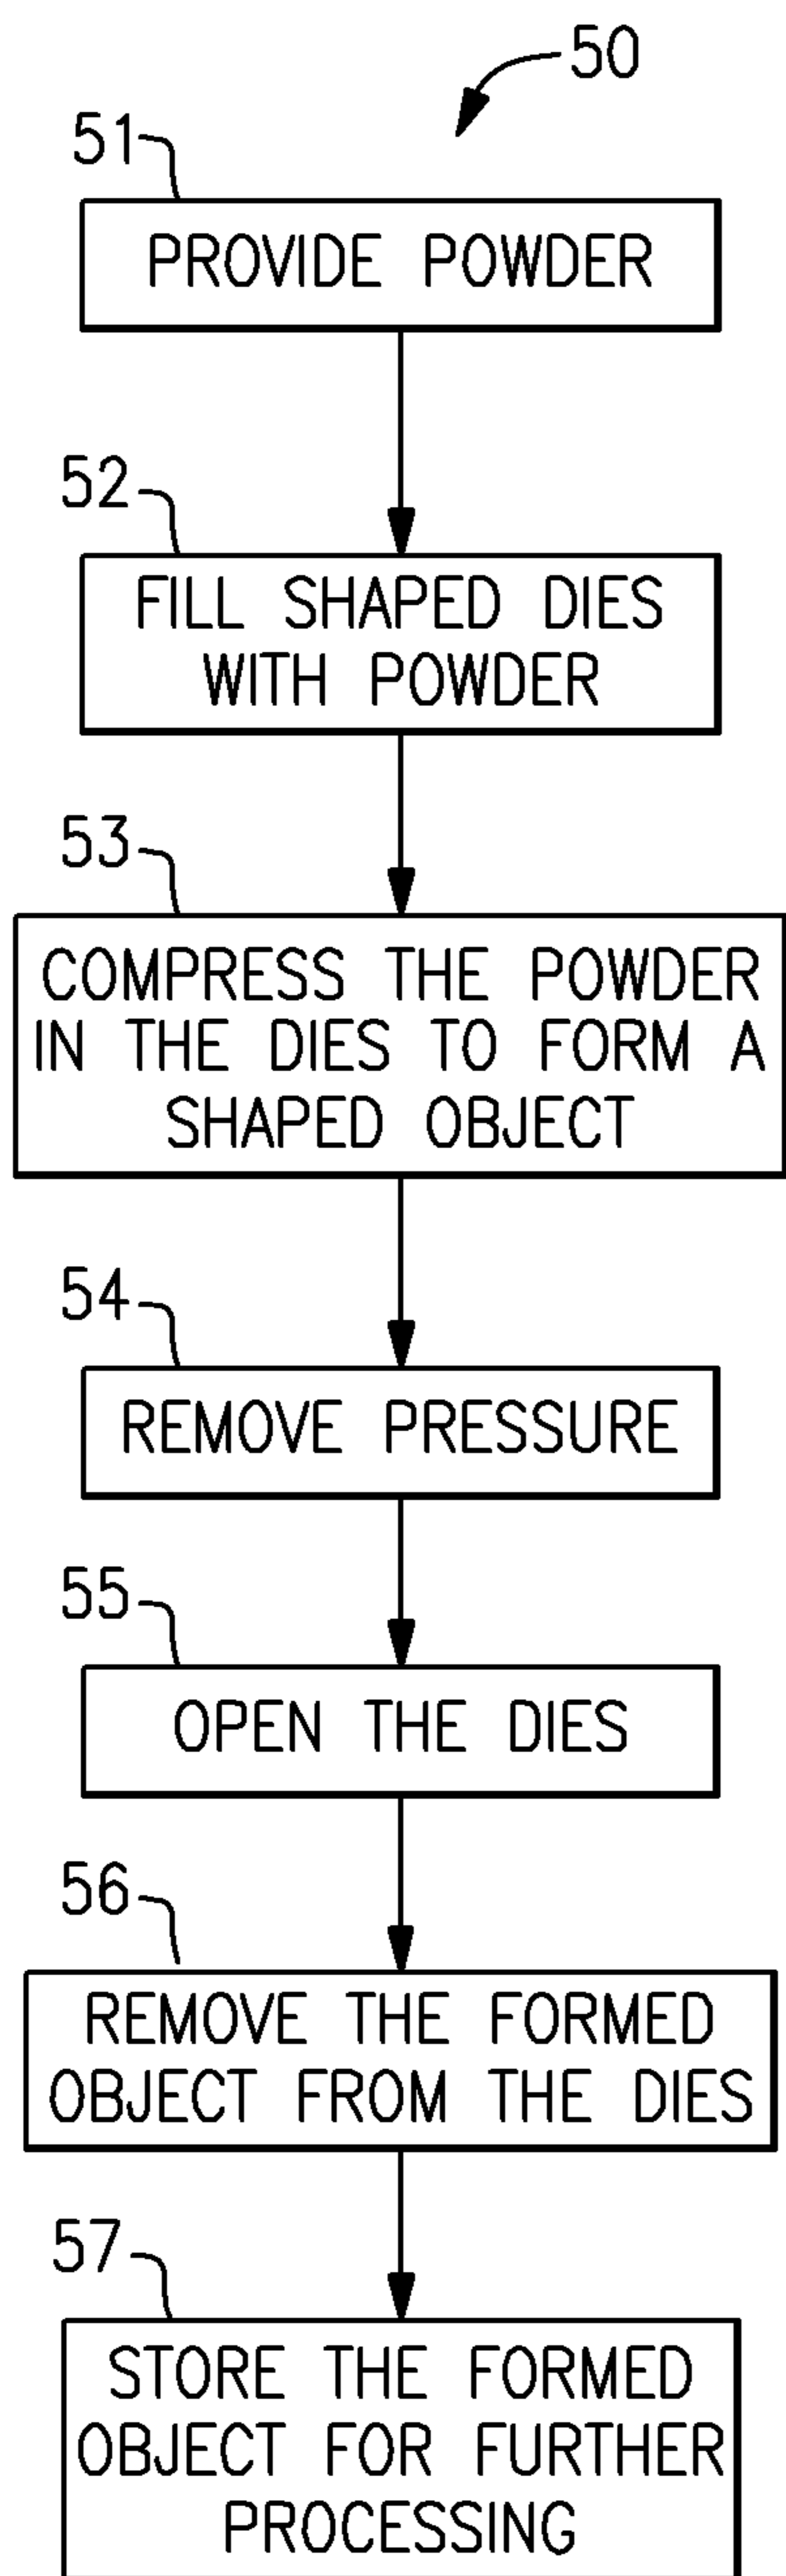 50
51
PROVIDE POWDER
52
FILL SHAPED DIES
WITH POWDER
53
COMPRESS THE POWDER
IN THE DIES TO FORM A
SHAPED OBJECT
54
REMOVE PRESSURE
55
OPEN THE DIES
56
REMOVE THE FORMED
OBJECT FROM THE DIES
57
STORE THE FORMED
OBJECT FOR FURTHER
PROCESSING